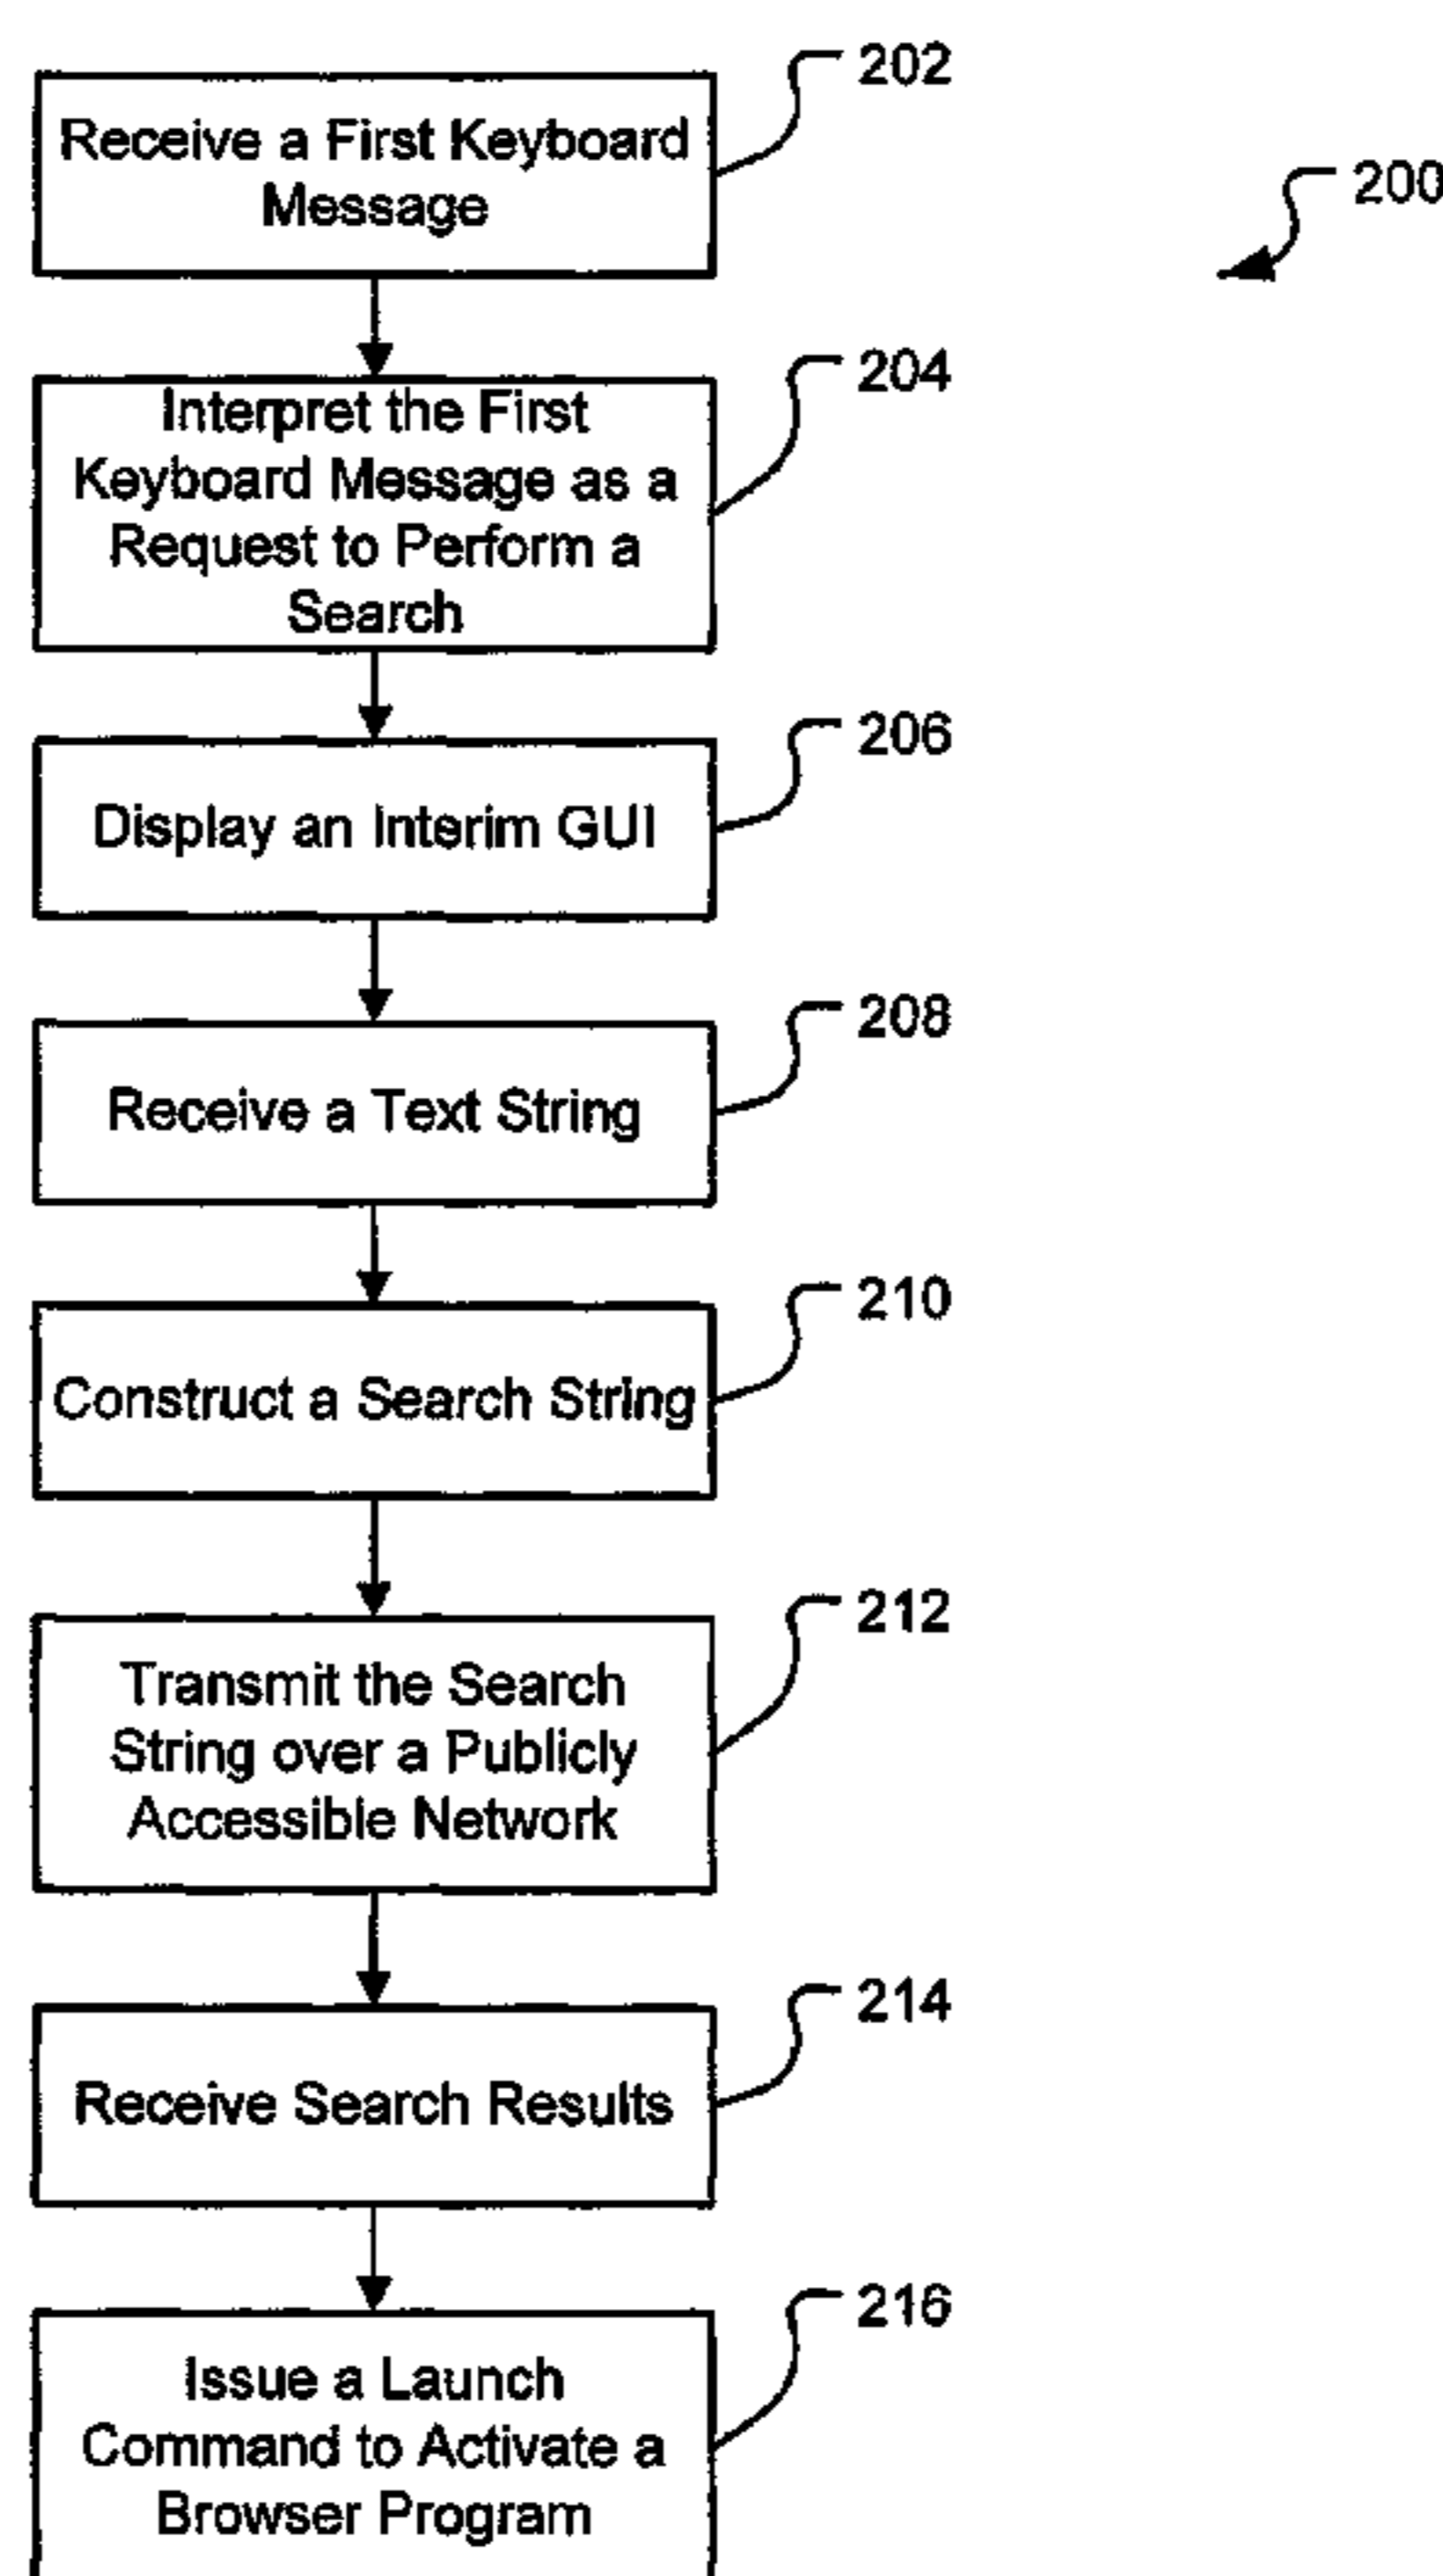 202
Receive a First Keyboard
Message
200
204
Interpret the First
Keyboard Message as a
Request to Perform a
Search
206
Display an Interim GUI
208
Receive a Text String
210
Construct a Search String
212
Transmit the Search
String over a Publicly
Accessible Network
214
Receive Search Results
216
Issue a Launch
Command to Activate a
Browser Program